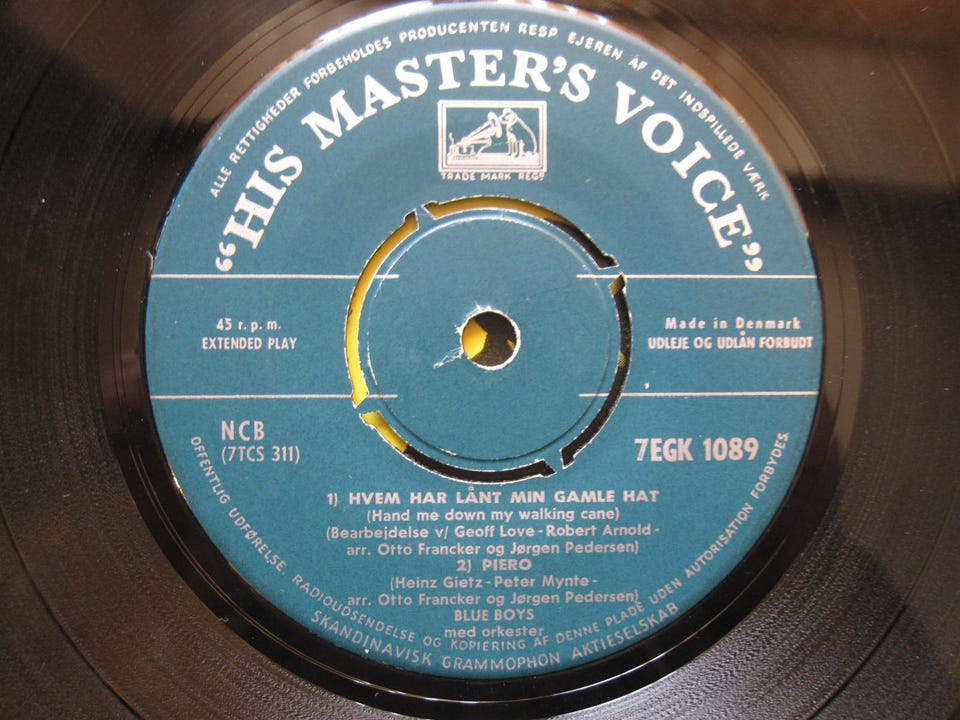 ALLE RETTIGHEDER FORBEHOLDES PRODUCENTEN RESP EJEREN AF DET INDSPILLEDE VÆRK
“HIS MASTER'S VOICE”
TRADE MARK REGD
45 r.p.m.
EXTENDED PLAY
Made in Denmark
UDLEJE OG UDLÅN FORBUDT
NCB
(7TCS 311)
7EGK 1089
1) HVEM HAR LÅNT MIN GAMLE HAT
(Hand me down my walking cane)
(Bearbejdelse v/ Geoff Love-Robert Arnold-
arr. Otto Francker og Jørgen Pedersen)
2) PIERO
(Heinz Gietz-Peter Mynte-
arr. Otto Francker og Jørgen Pedersen)
BLUE BOYS
med orkester
OFFENTLIG UDFØRELSE. RADIOUDSENDELSE OG KOPIERING AF DENNE PLADE UDEN AUTORISATION FORBYDES.
SKANDINAVISK GRAMMOPHON AKTIESELSKAB